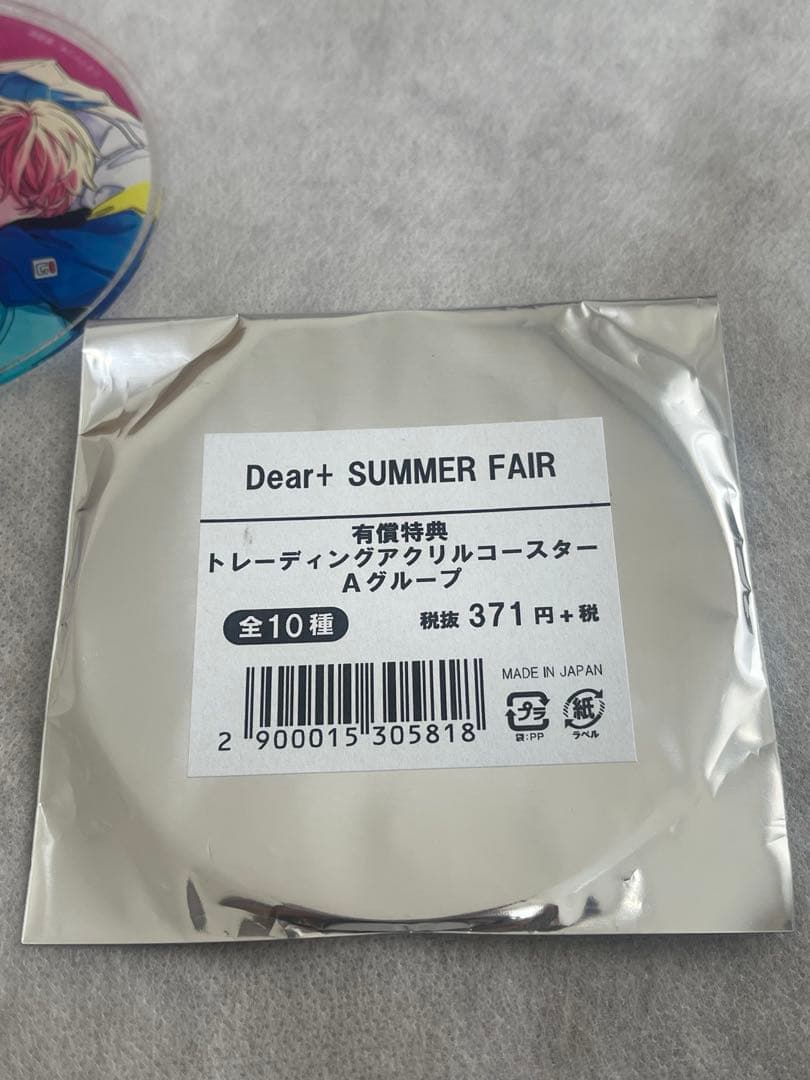 Dear+ SUMMER FAIR
有償特典
トレーディングアクリルコースター
Aグループ
全10種
税抜 371 円+税
MADE IN JAPAN
プラ
袋:PP
紙
ラベル
2 900015 305818